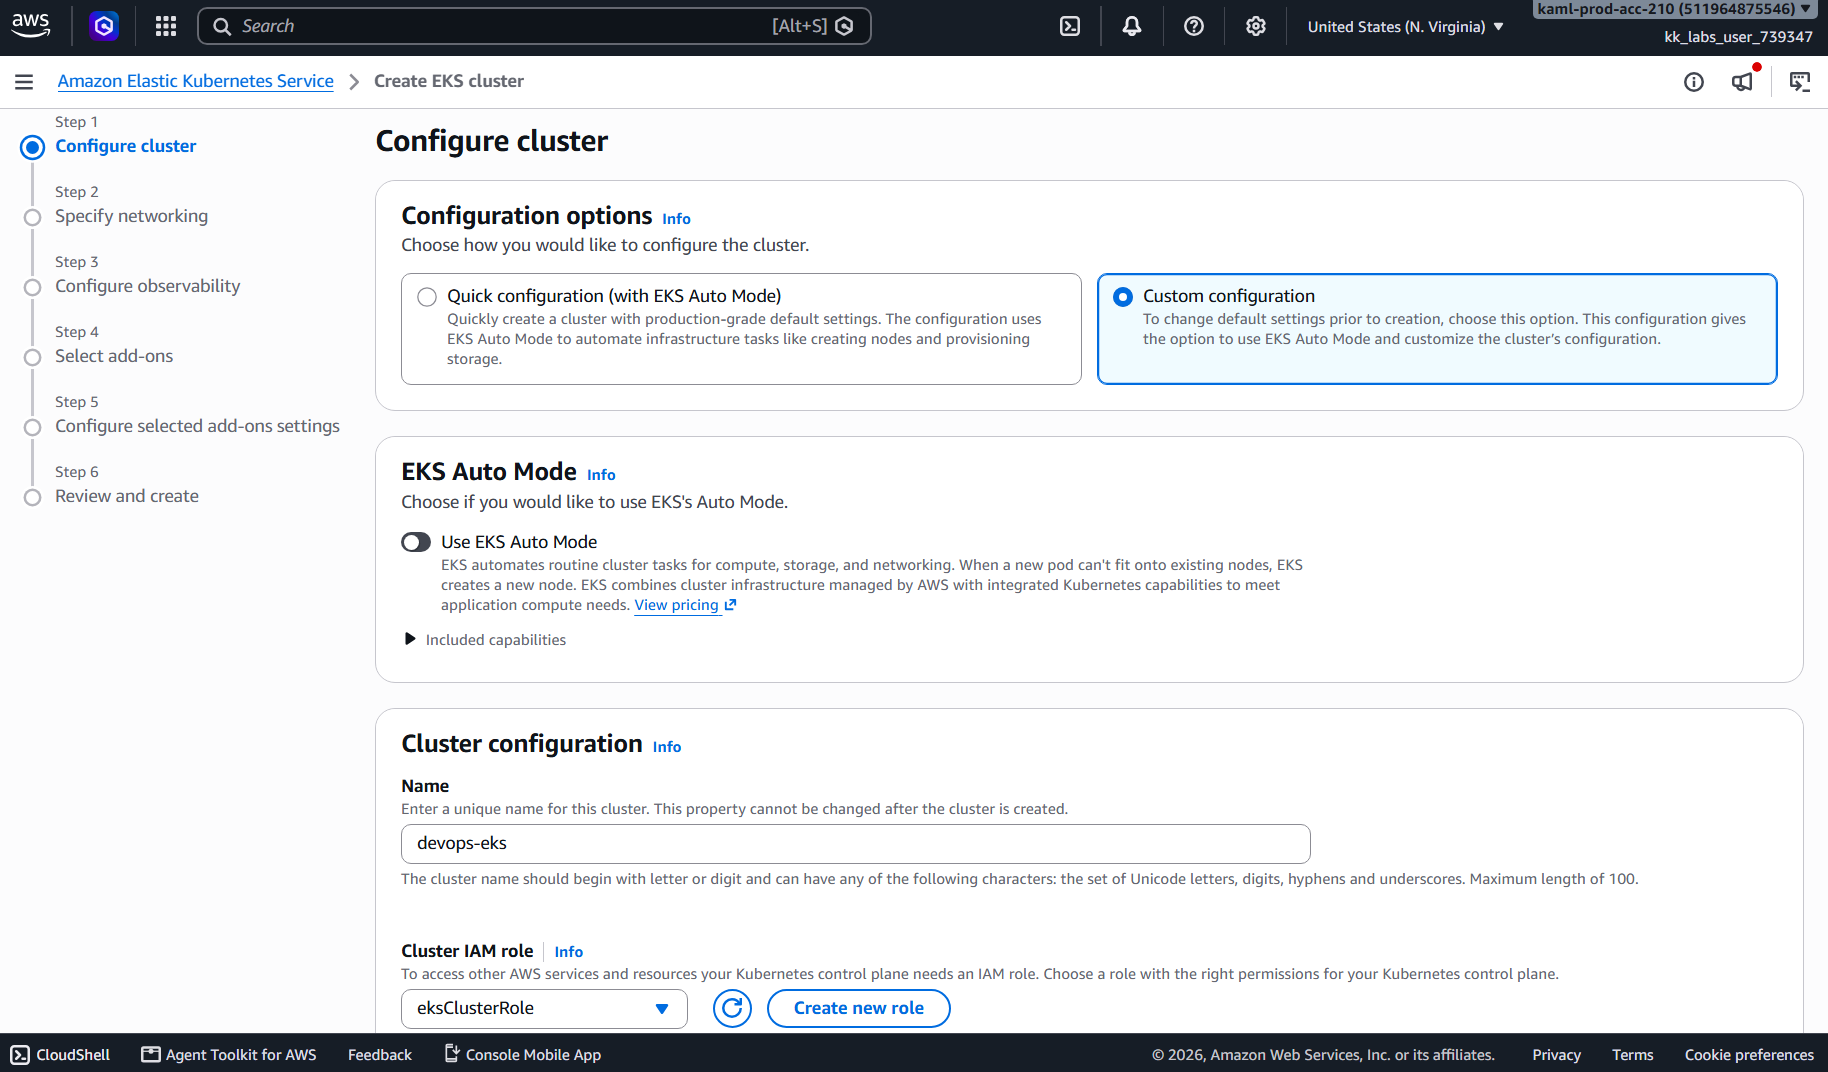 aws
Search
[Alt+S]
United States (N. Virginia)
kaml-prod-acc-210 (511964875546)
kk_labs_user_739347
Amazon Elastic Kubernetes Service
Create EKS cluster
Step 1
Configure cluster
Step 2
Specify networking
Step 3
Configure observability
Step 4
Select add-ons
Step 5
Configure selected add-ons settings
Step 6
Review and create
Configure cluster
Configuration options Info
Choose how you would like to configure the cluster.
Quick configuration (with EKS Auto Mode)
Quickly create a cluster with production-grade default settings. The configuration uses
EKS Auto Mode to automate infrastructure tasks like creating nodes and provisioning
storage.
Custom configuration
To change default settings prior to creation, choose this option. This configuration gives
the option to use EKS Auto Mode and customize the cluster’s configuration.
EKS Auto Mode Info
Choose if you would like to use EKS's Auto Mode.
Use EKS Auto Mode
EKS automates routine cluster tasks for compute, storage, and networking. When a new pod can't fit onto existing nodes, EKS
creates a new node. EKS combines cluster infrastructure managed by AWS with integrated Kubernetes capabilities to meet
application compute needs. View pricing
Included capabilities
Cluster configuration Info
Name
Enter a unique name for this cluster. This property cannot be changed after the cluster is created.
devops-eks
The cluster name should begin with letter or digit and can have any of the following characters: the set of Unicode letters, digits, hyphens and underscores. Maximum length of 100.
Cluster IAM role Info
To access other AWS services and resources your Kubernetes control plane needs an IAM role. Choose a role with the right permissions for your Kubernetes control plane.
eksClusterRole
Create new role
CloudShell
Agent Toolkit for AWS
Feedback
Console Mobile App
© 2026, Amazon Web Services, Inc. or its affiliates.
Privacy
Terms
Cookie preferences